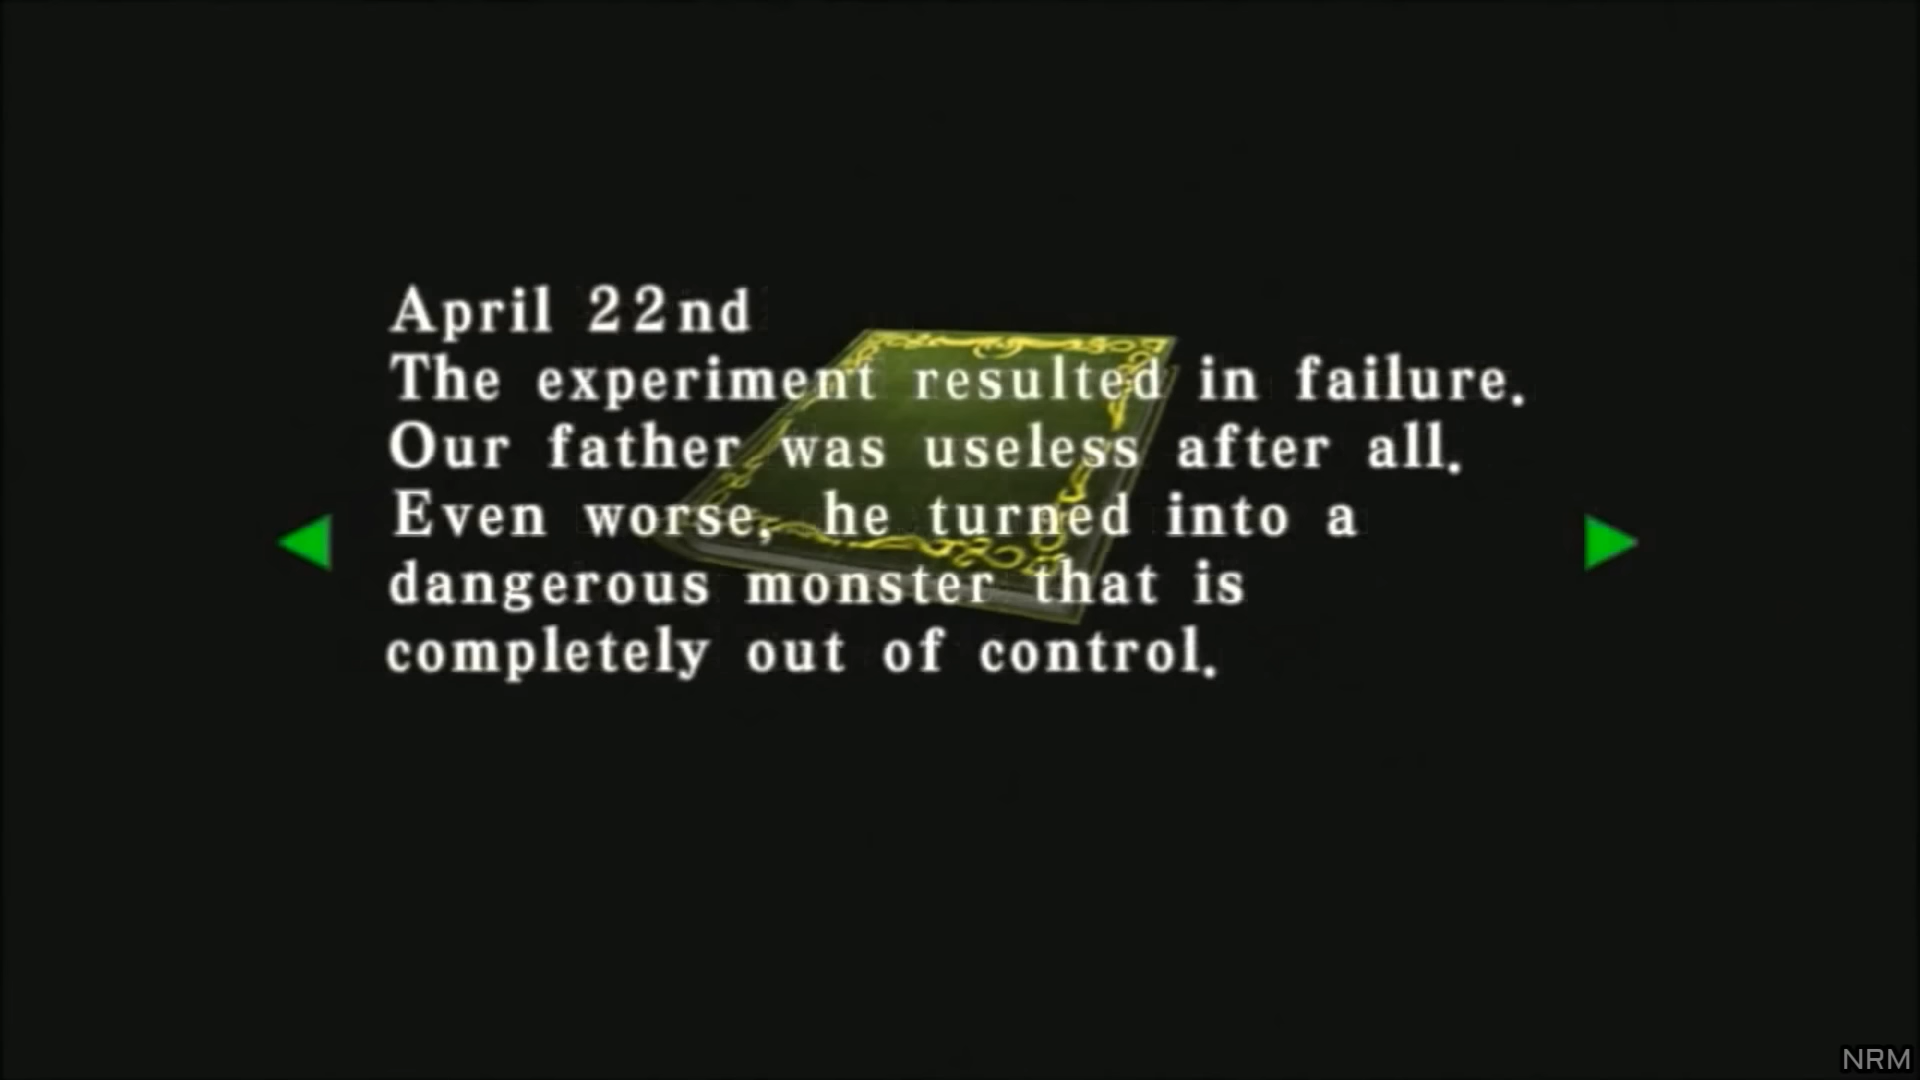 April 22nd
The experiment resulted in failure.
Our father was useless after all.
Even worse, he turned into a
dangerous monster that is
completely out of control.
NRM